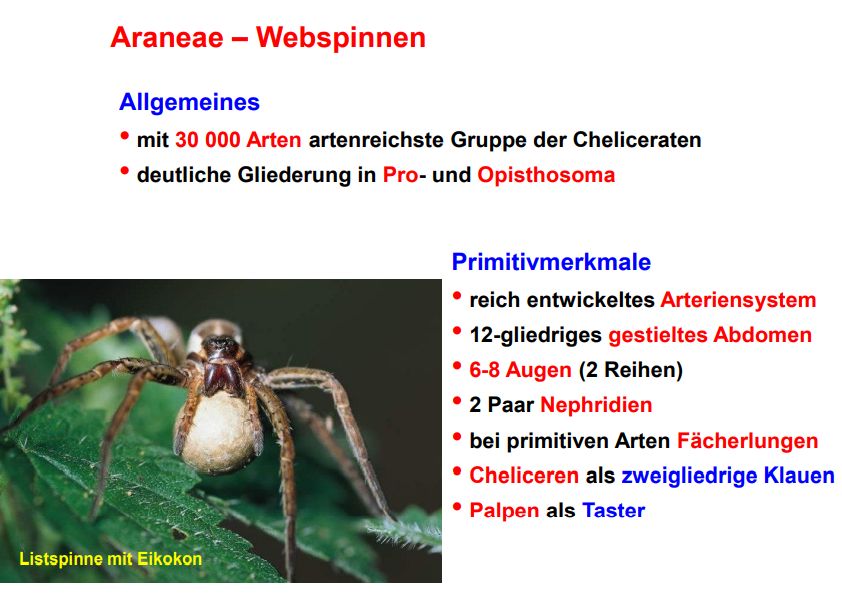 Araneae – Webspinnen
Allgemeines
• mit 30 000 Arten artenreichste Gruppe der Cheliceraten
• deutliche Gliederung in Pro- und Opisthosoma
Primitivmerkmale
• reich entwickeltes Arteriensystem
• 12-gliedriges gestieltes Abdomen
• 6-8 Augen (2 Reihen)
• 2 Paar Nephridien
• bei primitiven Arten Fächerlungen
• Cheliceren als zweigliedrige Klauen
• Palpen als Taster
Listspinne mit Eikokon